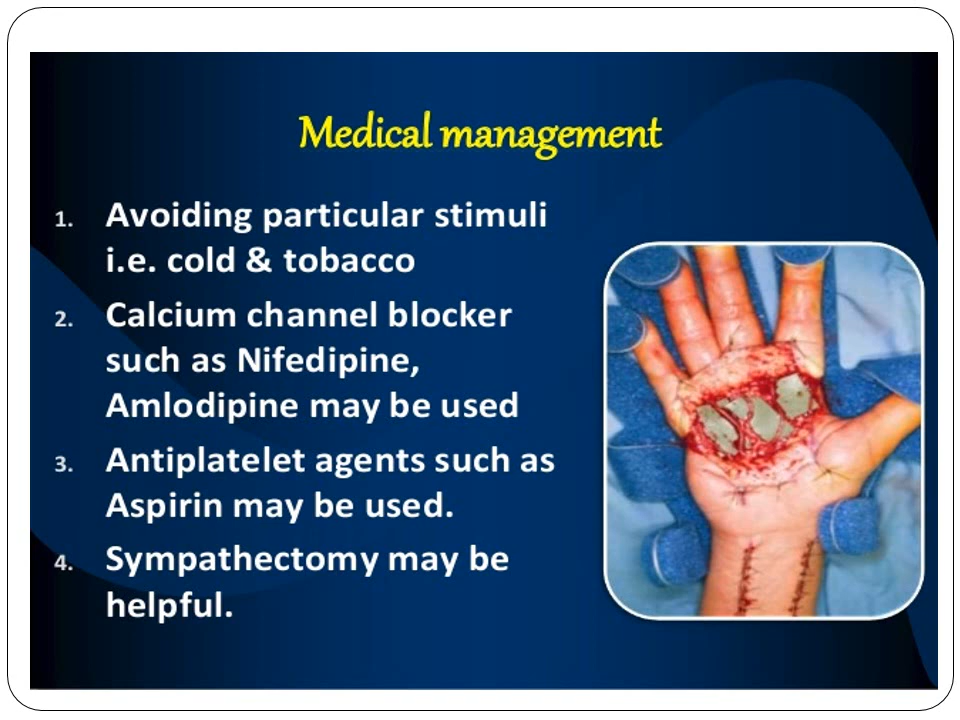 Medical management
1. Avoiding particular stimuli
i.e. cold & tobacco
2. Calcium channel blocker
such as Nifedipine,
Amlodipine may be used
3. Antiplatelet agents such as
Aspirin may be used.
4. Sympathectomy may be
helpful.